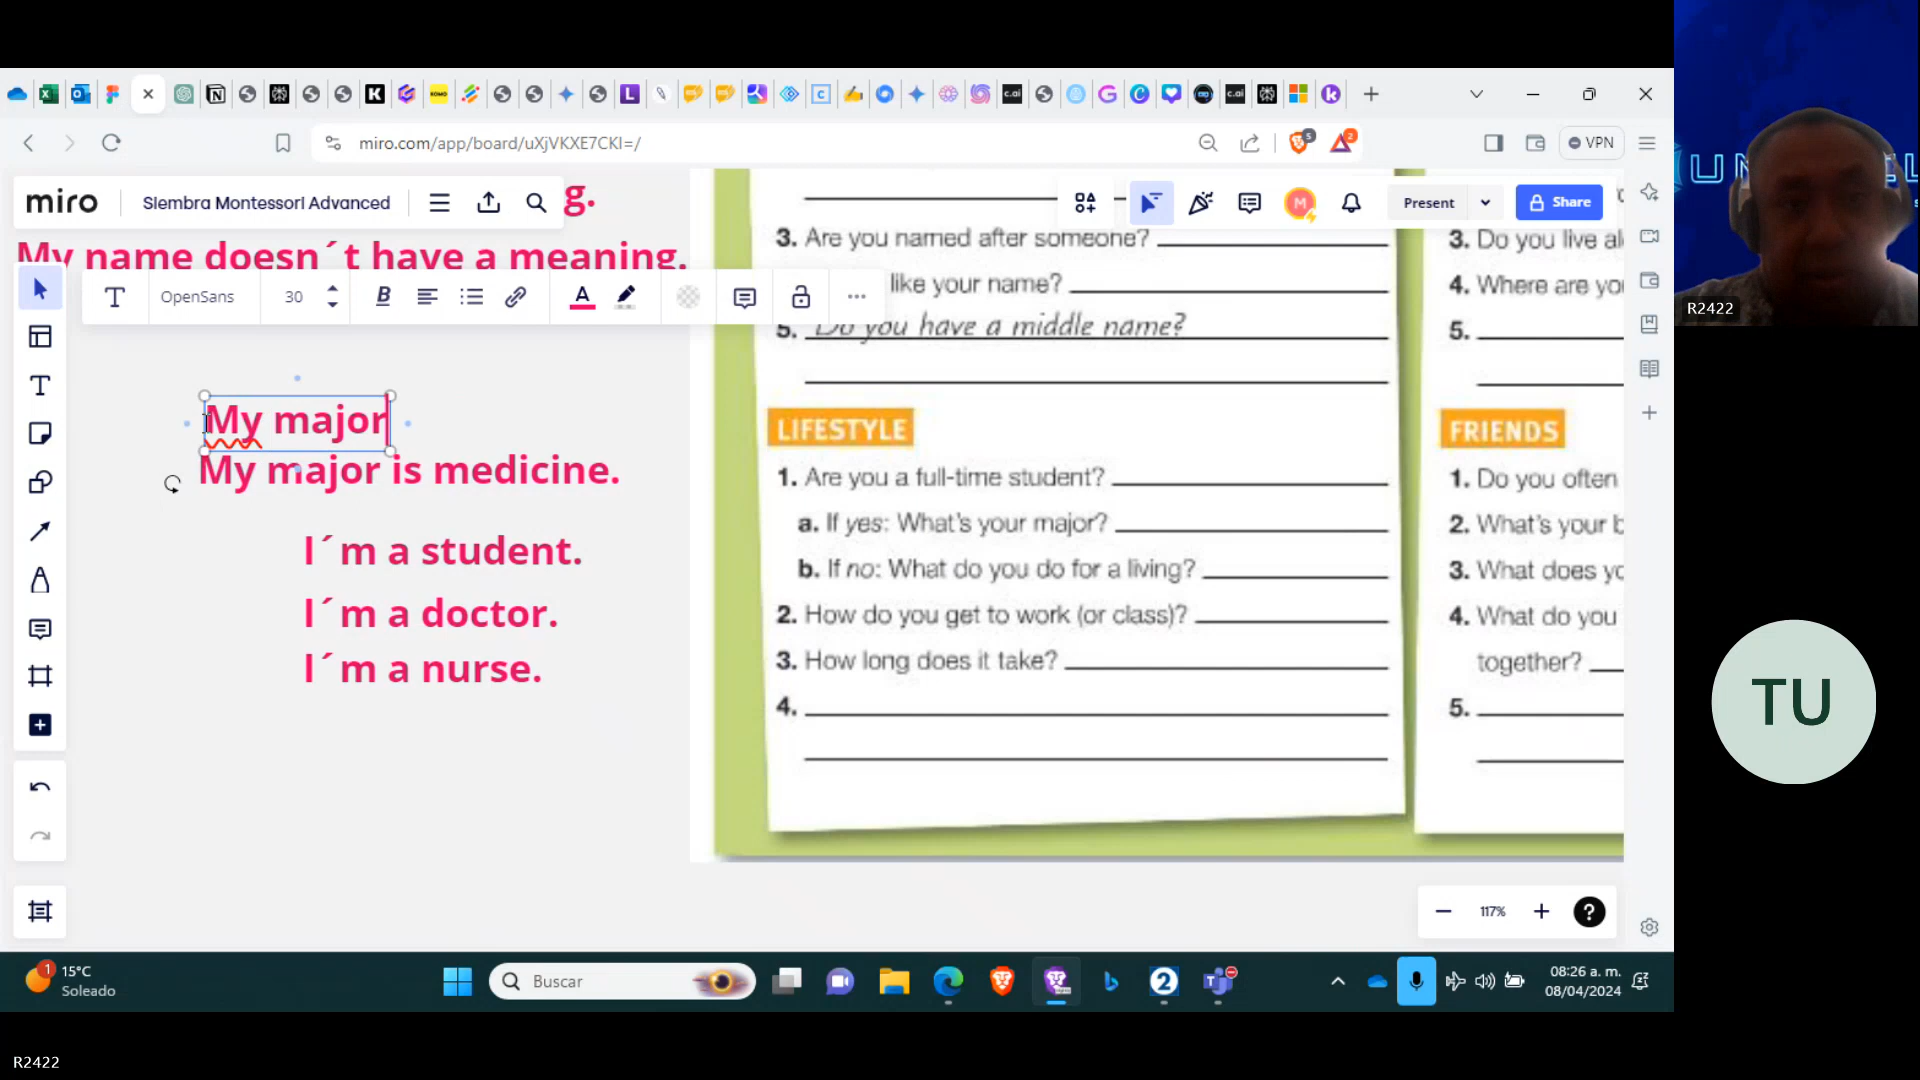 miro.com/app/board/uXjVKXE7CKI=/
VPN
miro
Siembra Montessori Advanced
g.
Present
Share
My name doesn´t have a meaning.
OpenSans
30
My major
My major is medicine.
I´m a student.
I´m a doctor.
I´m a nurse.
3. Are you named after someone?
like your name?
5. Do you have a middle name?
LIFESTYLE
1. Are you a full-time student?
a. If yes: What's your major?
b. If no: What do you do for a living?
2. How do you get to work (or class)?
3. How long does it take?
4.
3. Do you live al
4. Where are you
5.
FRIENDS
1. Do you often
2. What's your b
3. What does yo
4. What do you
together?
5.
117%
15°C
Soleado
Buscar
08:26 a. m.
08/04/2024
R2422
TU
R2422